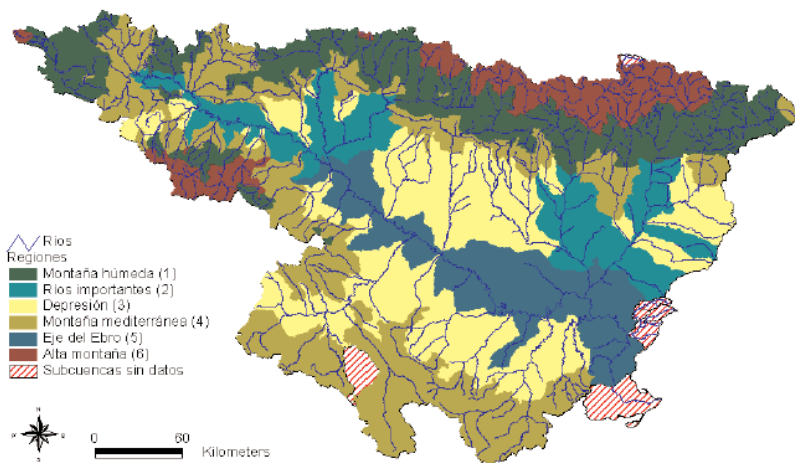 Ríos
Regiones
Montaña húmeda (1)
Ríos importantes (2)
Depresión (3)
Montaña mediterránea (4)
Eje del Ebro (5)
Alta montaña (6)
Subcuencas sin datos
N
S
0 60
Kilometers